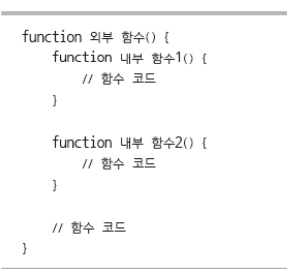 function 외부 함수() {
    function 내부 함수1() {
        // 함수 코드
    }

    function 내부 함수2() {
        // 함수 코드
    }

    // 함수 코드
}